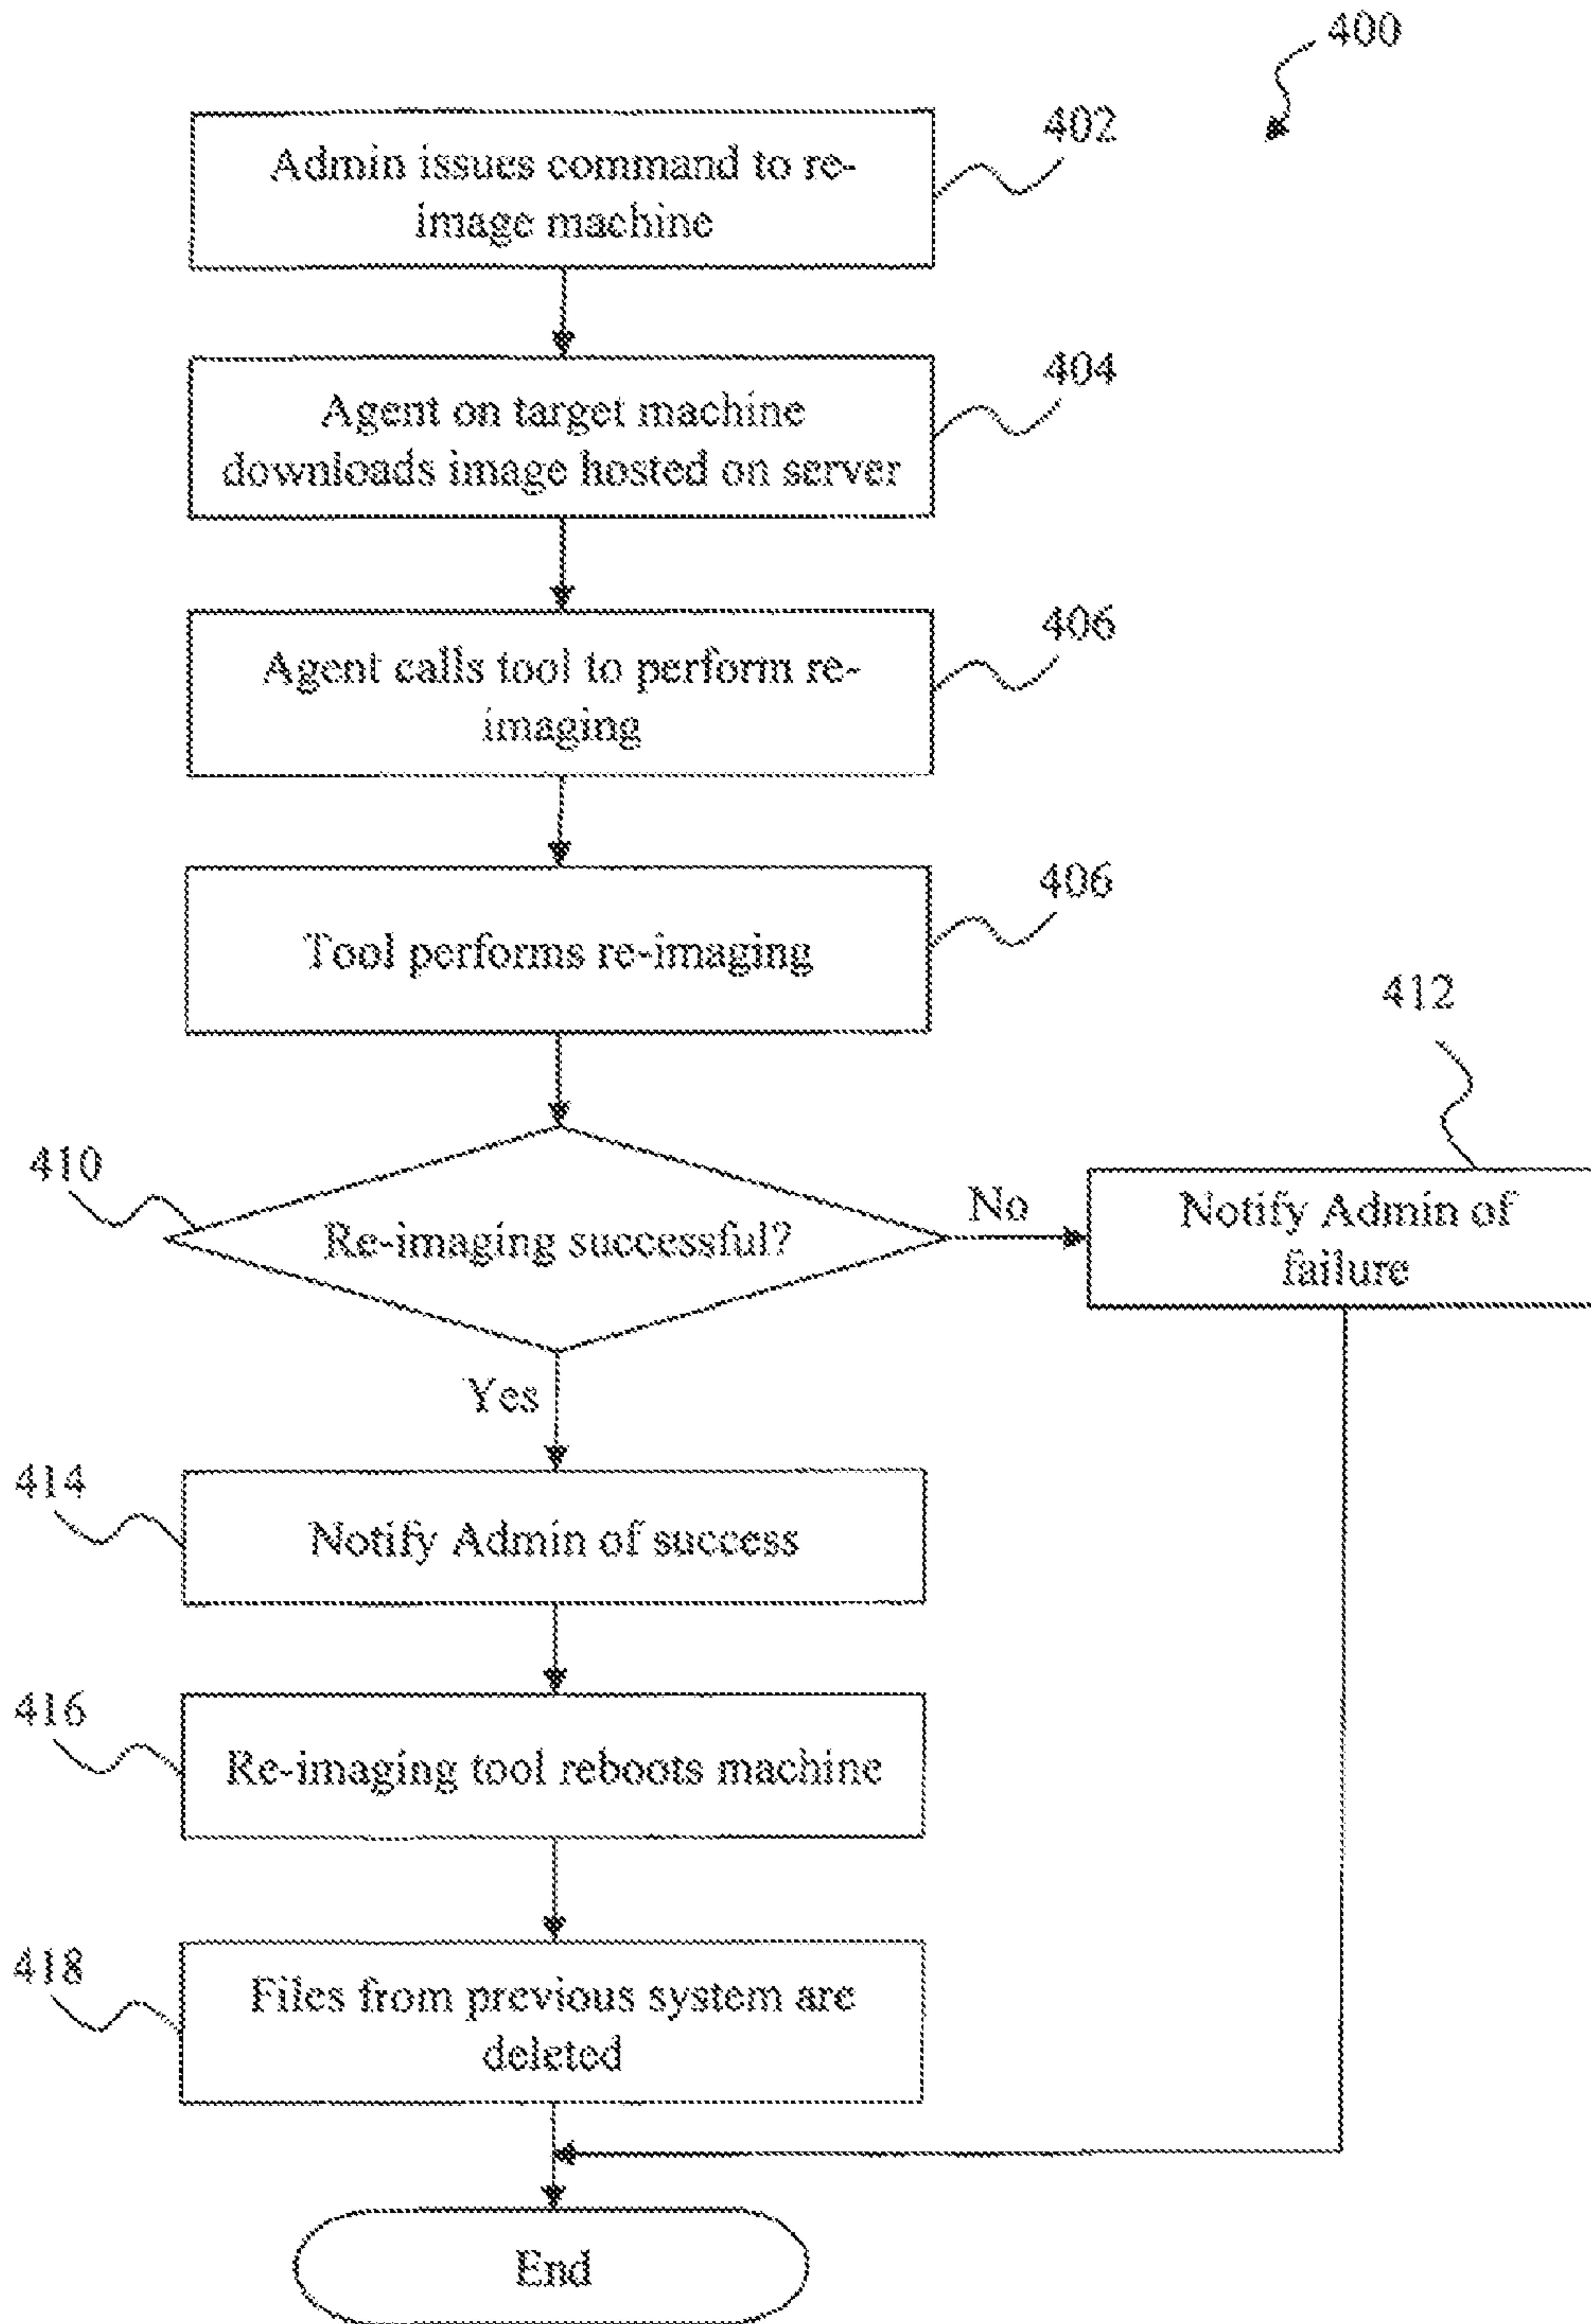 400
402
Admin issues command to re-
image machine
404
Agent on target machine
downloads image hosted on server
406
Agent calls tool to perform re-
imaging
406
Tool performs re-imaging
412
410
Re-imaging successful?
No
Notify Admin of
failure
Yes
414
Notify Admin of success
416
Re-imaging tool reboots machine
418
Files from previous system are
deleted
End